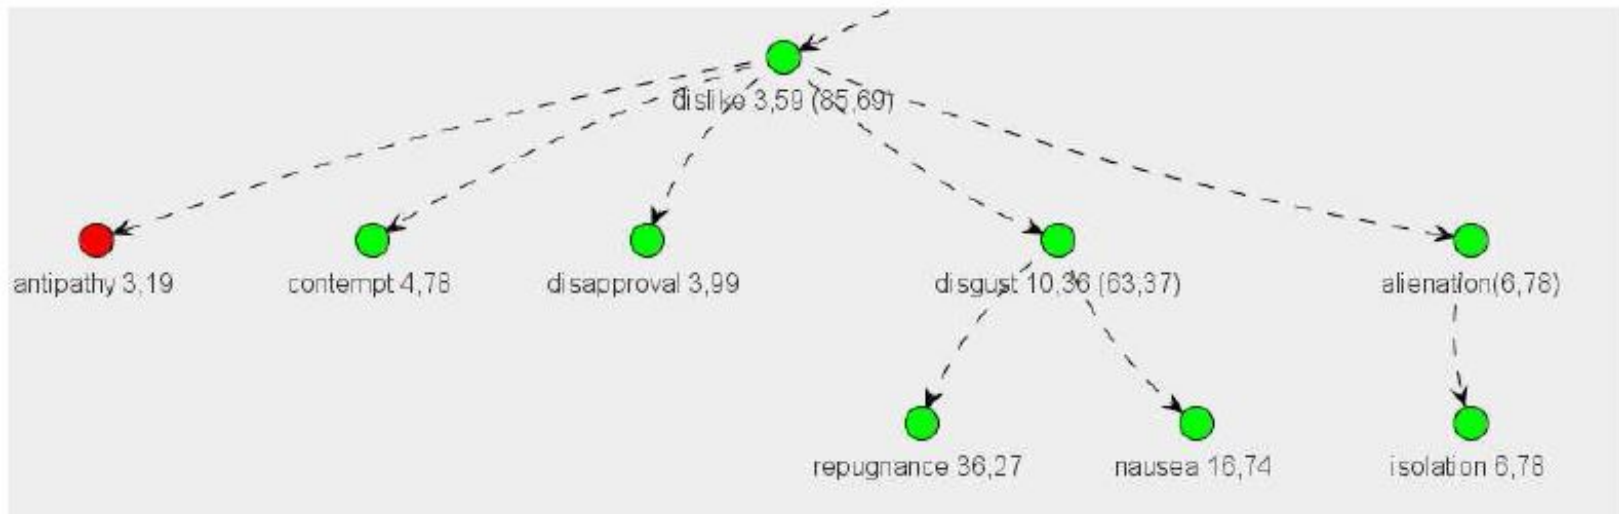 dislike 3,59 (85,69)
antipathy 3,19
contempt 4,78
disapproval 3,99
disgust 10,36 (63,37)
alienation(6,78)
repugnance 36,27
nausea 16,74
isolation 6,78